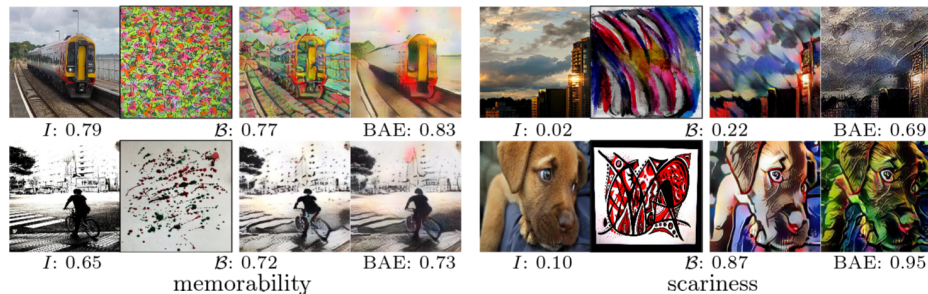 I: 0.79 B: 0.77 BAE: 0.83 I: 0.02 B: 0.22 BAE: 0.69
I: 0.65 B: 0.72 BAE: 0.73 I: 0.10 B: 0.87 BAE: 0.95
memorability scariness